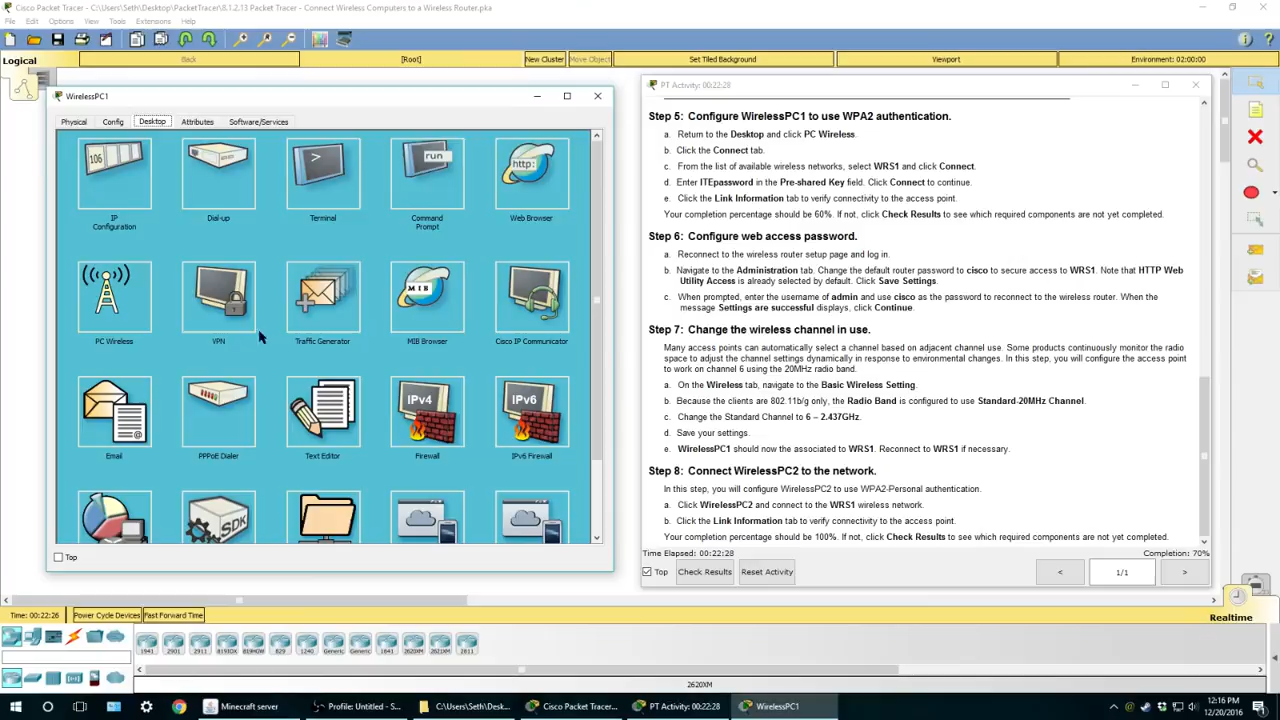 Cisco Packet Tracer - C:\Users\Seth\Desktop\PacketTracer\8.1.2.13 Packet Tracer - Connect Wireless Computers to a Wireless Router.pka
File Edit Options View Tools Extensions Help
Logical Back [Root] New Cluster Move Object Set Tiled Background Viewport Environment: 02:00:00
WirelessPC1
Physical Config Desktop Attributes Software/Services
106 > run http:
IP Configuration
Dial-up
Terminal
Command Prompt
Web Browser
MIB
PC Wireless
VPN
Traffic Generator
MIB Browser
Cisco IP Communicator
IPv4 IPv6
Email
PPPoE Dialer
Text Editor
Firewall
IPv6 Firewall
SDK
Top
PT Activity: 00:22:28
Step 5: Configure WirelessPC1 to use WPA2 authentication.
a. Return to the Desktop and click PC Wireless.
b. Click the Connect tab.
c. From the list of available wireless networks, select WRS1 and click Connect.
d. Enter ITEpassword in the Pre-shared Key field. Click Connect to continue.
e. Click the Link Information tab to verify connectivity to the access point.
Your completion percentage should be 60%. If not, click Check Results to see which required components are not yet completed.
Step 6: Configure web access password.
a. Reconnect to the wireless router setup page and log in.
b. Navigate to the Administration tab. Change the default router password to cisco to secure access to WRS1. Note that HTTP Web
Utility Access is already selected by default. Click Save Settings.
c. When prompted, enter the username of admin and use cisco as the password to reconnect to the wireless router. When the
message Settings are successful displays, click Continue.
Step 7: Change the wireless channel in use.
Many access points can automatically select a channel based on adjacent channel use. Some products continuously monitor the radio
space to adjust the channel settings dynamically in response to environmental changes. In this step, you will configure the access point
to work on channel 6 using the 20MHz radio band.
a. On the Wireless tab, navigate to the Basic Wireless Setting.
b. Because the clients are 802.11b/g only, the Radio Band is configured to use Standard-20MHz Channel.
c. Change the Standard Channel to 6 – 2.437GHz.
d. Save your settings.
e. WirelessPC1 should now the associated to WRS1. Reconnect to WRS1 if necessary.
Step 8: Connect WirelessPC2 to the network.
In this step, you will configure WirelessPC2 to use WPA2-Personal authentication.
a. Click WirelessPC2 and connect to the WRS1 wireless network.
b. Click the Link Information tab to verify connectivity to the access point.
Your completion percentage should be 100%. If not, click Check Results to see which required components are not yet completed.
Time Elapsed: 00:22:28 Completion: 70%
Top Check Results Reset Activity < 1/1 >
Time: 00:22:26 Power Cycle Devices Fast Forward Time Realtime
1941 2901 2911 819IOX 819HGW 829 1240 Generic Generic 1841 2620XM 2621XM 2811
2620XM
Minecraft server
Profile: Untitled - S...
C:\Users\Seth\Desk...
Cisco Packet Tracer...
PT Activity: 00:22:28
WirelessPC1
12:16 PM
12/20/2016